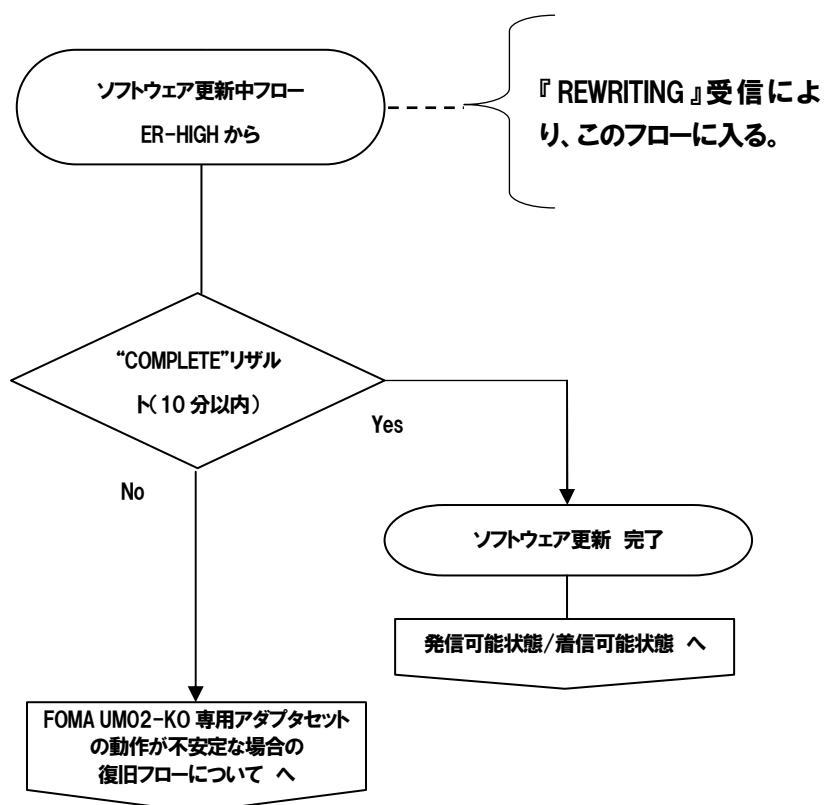 ソフトウェア更新中フロー
ER-HIGH から
『 REWRITING 』受信によ
り、このフローに入る。
“COMPLETE”リザル
ト( 10 分以内 )
Yes
No
ソフトウェア更新 完了
発信可能状態/着信可能状態 へ
FOMA UM02-KO 専用アダプタセット
の動作が不安定な場合の
復旧フローについて へ